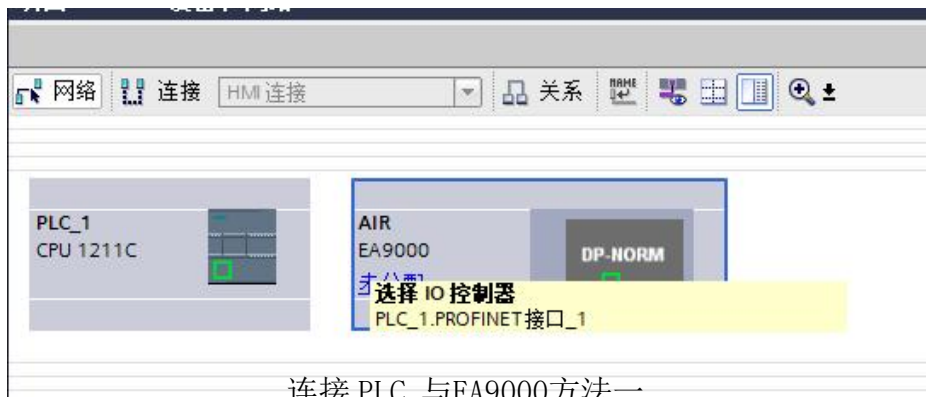 网络 连接 HMI 连接 关系
NAME
PLC_1
CPU 1211C
AIR
EA9000
DP-NORM
选择 IO 控制器
PLC_1.PROFINET接口_1
连接 PLC 与EA9000方法一